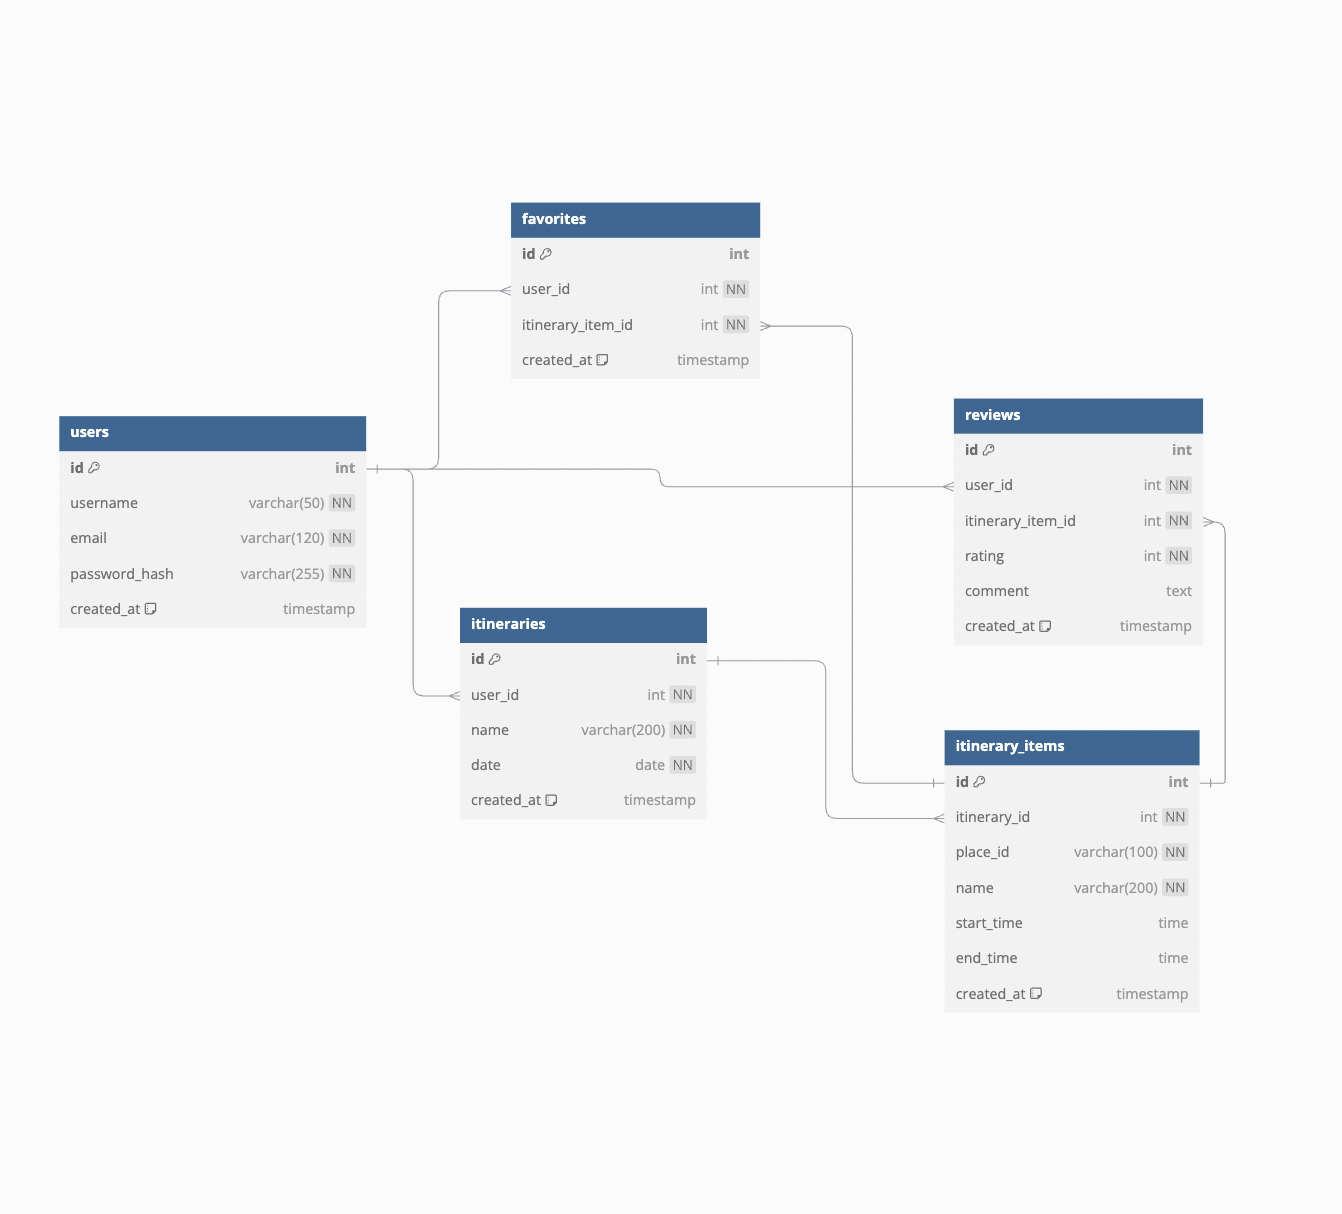 favorites
id int
user_id int NN
itinerary_item_id int NN
created_at timestamp
users
id int
username varchar(50) NN
email varchar(120) NN
password_hash varchar(255) NN
created_at timestamp
reviews
id int
user_id int NN
itinerary_item_id int NN
rating int NN
comment text
created_at timestamp
itineraries
id int
user_id int NN
name varchar(200) NN
date date NN
created_at timestamp
itinerary_items
id int
itinerary_id int NN
place_id varchar(100) NN
name varchar(200) NN
start_time time
end_time time
created_at timestamp